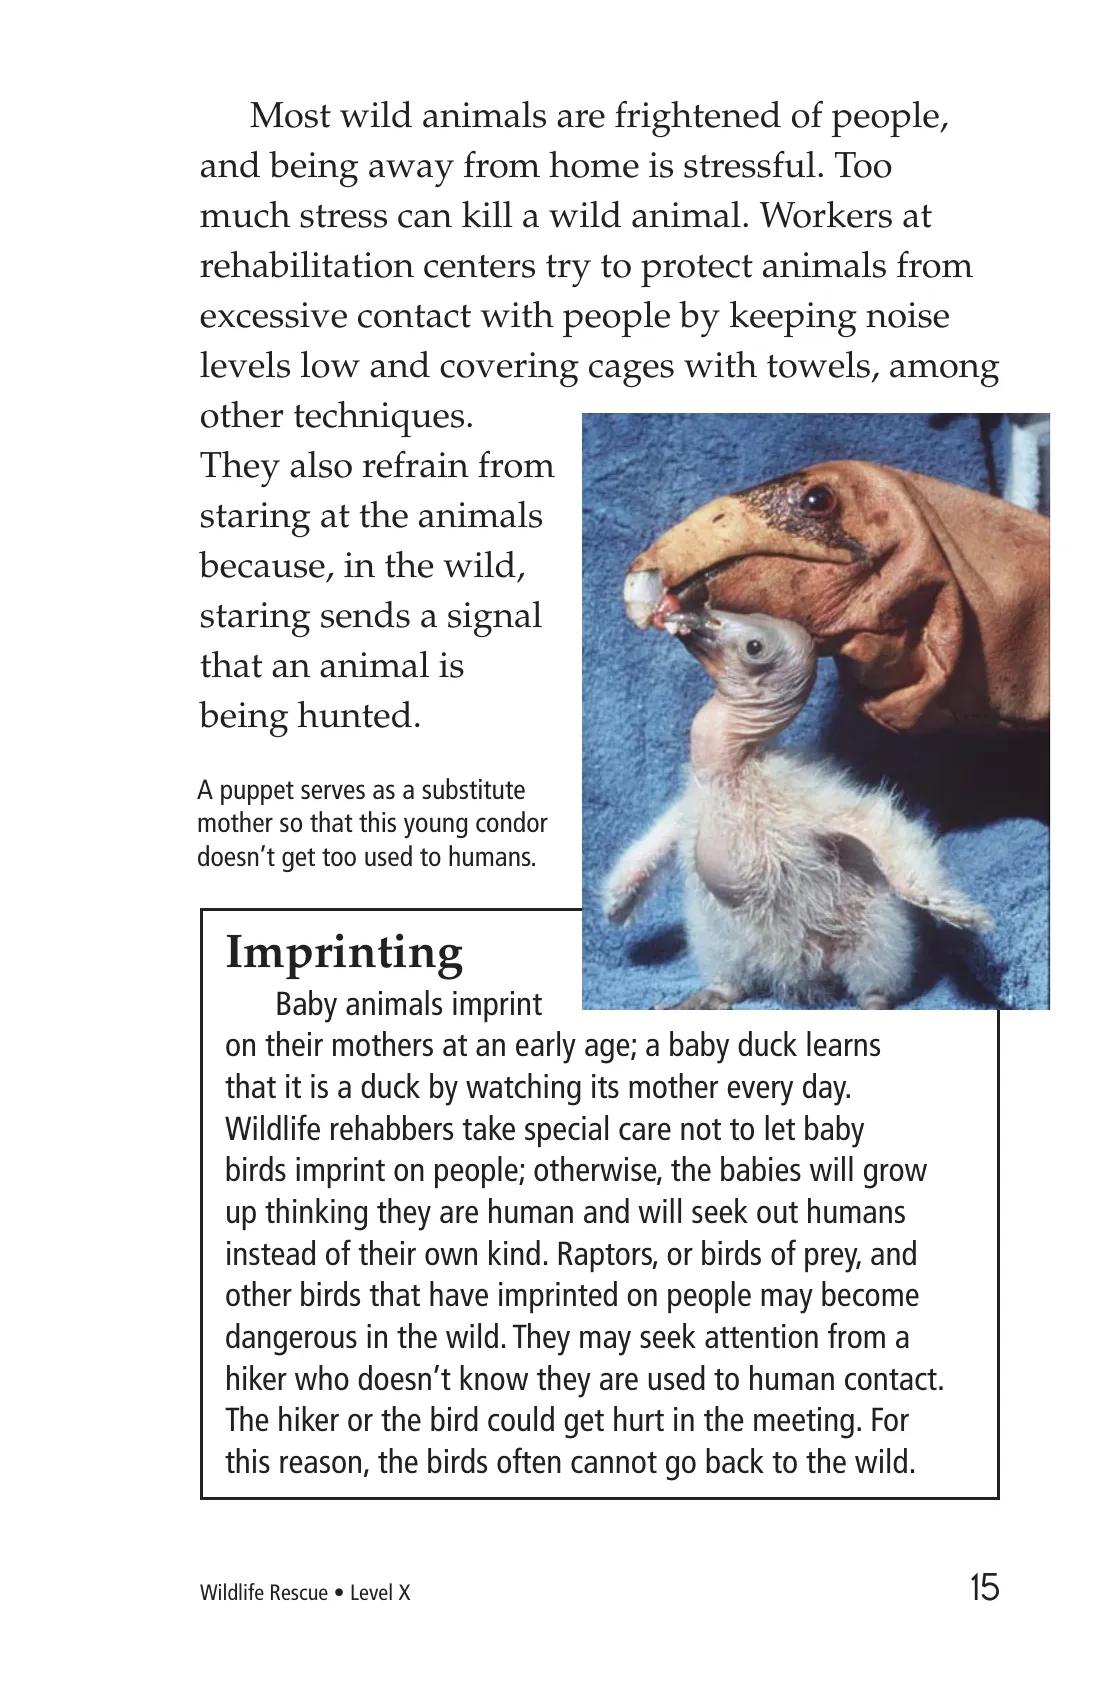 Most wild animals are frightened of people,
and being away from home is stressful. Too
much stress can kill a wild animal. Workers at
rehabilitation centers try to protect animals from
excessive contact with people by keeping noise
levels low and covering cages with towels, among
other techniques.
They also refrain from
staring at the animals
because, in the wild,
staring sends a signal
that an animal is
being hunted.
A puppet serves as a substitute
mother so that this young condor
doesn't get too used to humans.
Imprinting
Baby animals imprint
on their mothers at an early age; a baby duck learns
that it is a duck by watching its mother every day.
Wildlife rehabbers take special care not to let baby
birds imprint on people; otherwise, the babies will grow
up thinking they are human and will seek out humans
instead of their own kind. Raptors, or birds of prey, and
other birds that have imprinted on people may become
dangerous in the wild. They may seek attention from a
hiker who doesn't know they are used to human contact.
The hiker or the bird could get hurt in the meeting. For
this reason, the birds often cannot go back to the wild.
Wildlife Rescue • Level X
15